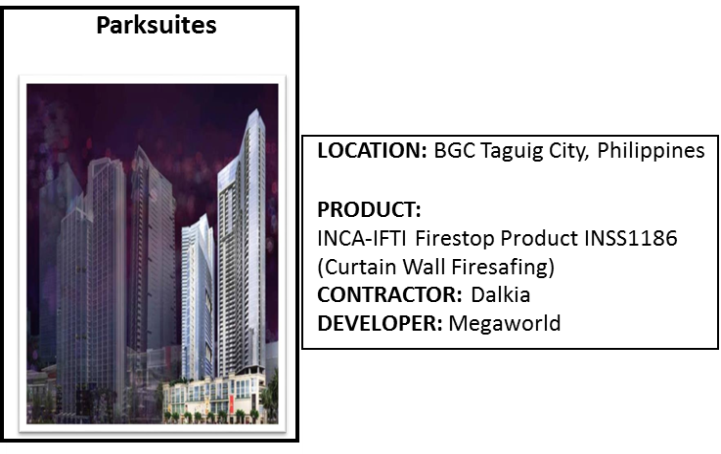 Parksuites
LOCATION: BGC Taguig City, Philippines
PRODUCT:
INCA-IFTI Firestop Product INSS1186
(Curtain Wall Firesafing)
CONTRACTOR: Dalkia
DEVELOPER: Megaworld